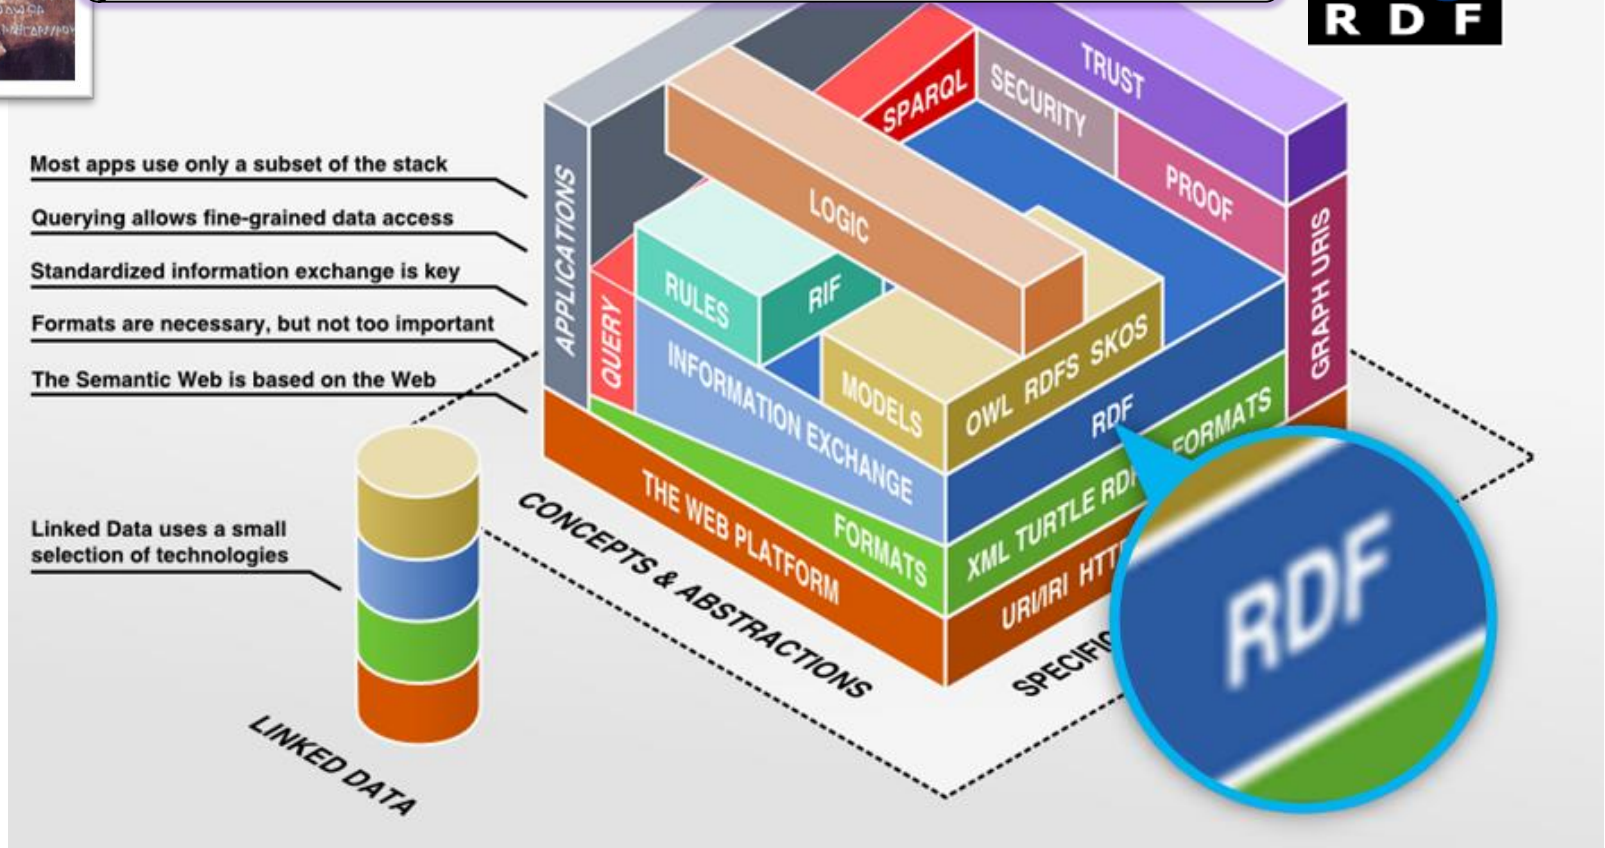 R D F
Most apps use only a subset of the stack
Querying allows fine-grained data access
Standardized information exchange is key
Formats are necessary, but not too important
The Semantic Web is based on the Web
Linked Data uses a small
selection of technologies
LINKED DATA
APPLICATIONS
QUERY
RULES
RIF
LOGIC
SPARQL
SECURITY
TRUST
PROOF
GRAPH URIS
INFORMATION EXCHANGE
MODELS
OWL RDFS SKOS
RDF
THE WEB PLATFORM
FORMATS
XML TURTLE RD
FORMATS
URI/IRI HTT
CONCEPTS & ABSTRACTIONS
SPECIFIC
RDF